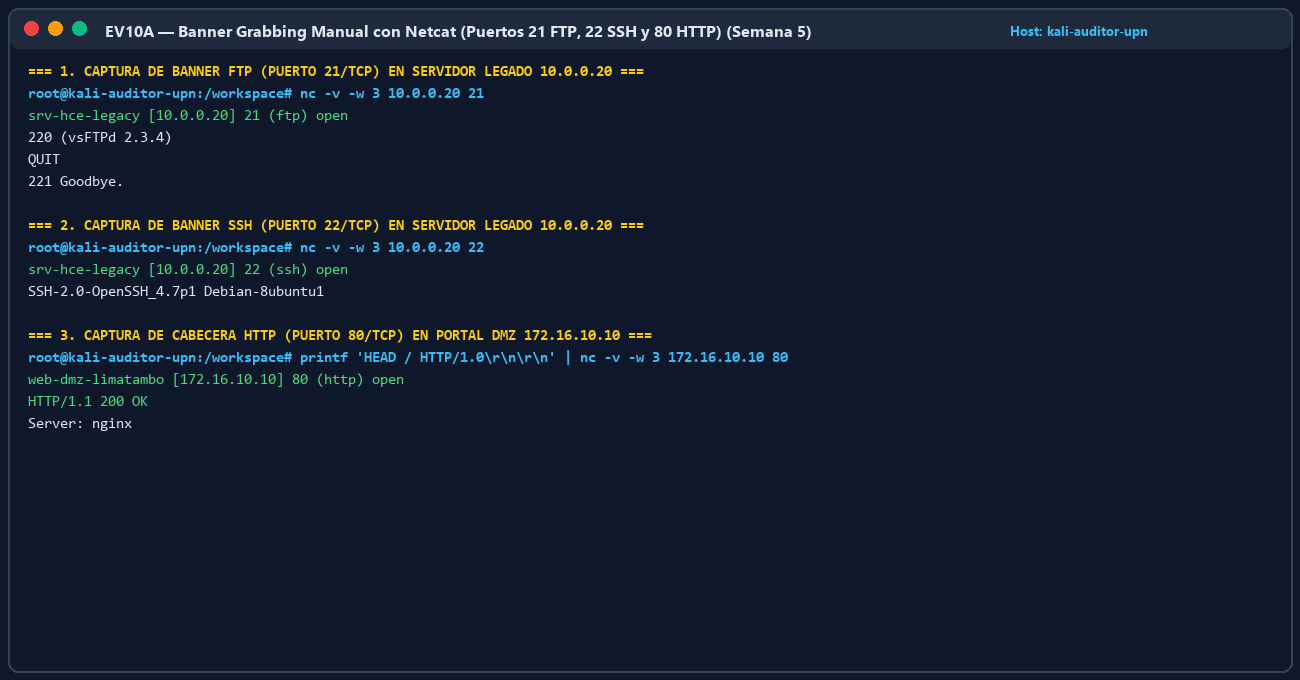 EV10A — Banner Grabbing Manual con Netcat (Puertos 21 FTP, 22 SSH y 80 HTTP) (Semana 5)
Host: kali-auditor-upn
=== 1. CAPTURA DE BANNER FTP (PUERTO 21/TCP) EN SERVIDOR LEGADO 10.0.0.20 ===
root@kali-auditor-upn:/workspace# nc -v -w 3 10.0.0.20 21
srv-hce-legacy [10.0.0.20] 21 (ftp) open
220 (vsFTPd 2.3.4)
QUIT
221 Goodbye.
=== 2. CAPTURA DE BANNER SSH (PUERTO 22/TCP) EN SERVIDOR LEGADO 10.0.0.20 ===
root@kali-auditor-upn:/workspace# nc -v -w 3 10.0.0.20 22
srv-hce-legacy [10.0.0.20] 22 (ssh) open
SSH-2.0-OpenSSH_4.7p1 Debian-8ubuntu1
=== 3. CAPTURA DE CABECERA HTTP (PUERTO 80/TCP) EN PORTAL DMZ 172.16.10.10 ===
root@kali-auditor-upn:/workspace# printf 'HEAD / HTTP/1.0\r\n\r\n' | nc -v -w 3 172.16.10.10 80
web-dmz-limatambo [172.16.10.10] 80 (http) open
HTTP/1.1 200 OK
Server: nginx